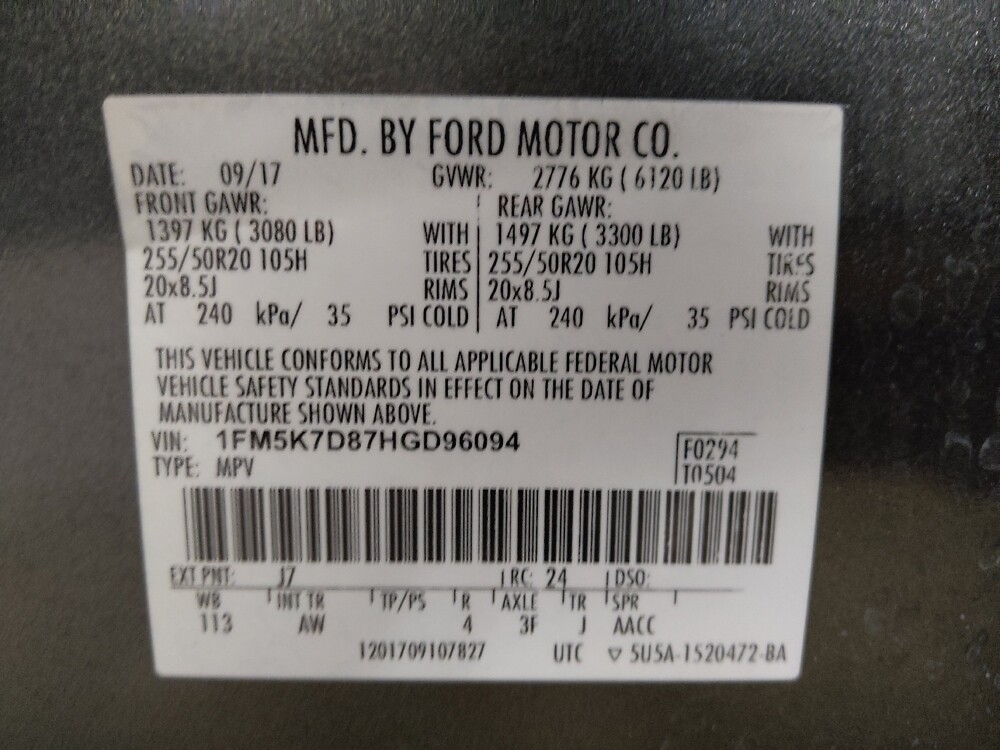 MFD. BY FORD MOTOR CO.
DATE: 09/17 GVWR: 2776 KG ( 6120 LB)
FRONT GAWR: REAR GAWR:
1397 KG ( 3080 LB) WITH 1497 KG ( 3300 LB) WITH
255/50R20 105H TIRES 255/50R20 105H TIRES
20x8.5J RIMS 20x8.5J RIMS
AT 240 kPa/ 35 PSI COLD AT 240 kPa/ 35 PSI COLD
THIS VEHICLE CONFORMS TO ALL APPLICABLE FEDERAL MOTOR
VEHICLE SAFETY STANDARDS IN EFFECT ON THE DATE OF
MANUFACTURE SHOWN ABOVE.
VIN: 1FM5K7D87HGD96094 F0294
TYPE: MPV T0504
EXT PNT: J7 RC: 24 DSO:
WB INT TR TP/PS R AXLE TR SPR
113 AW 4 3F J AACC
1201709107827 UTC ▽ 5U5A-1520472-BA